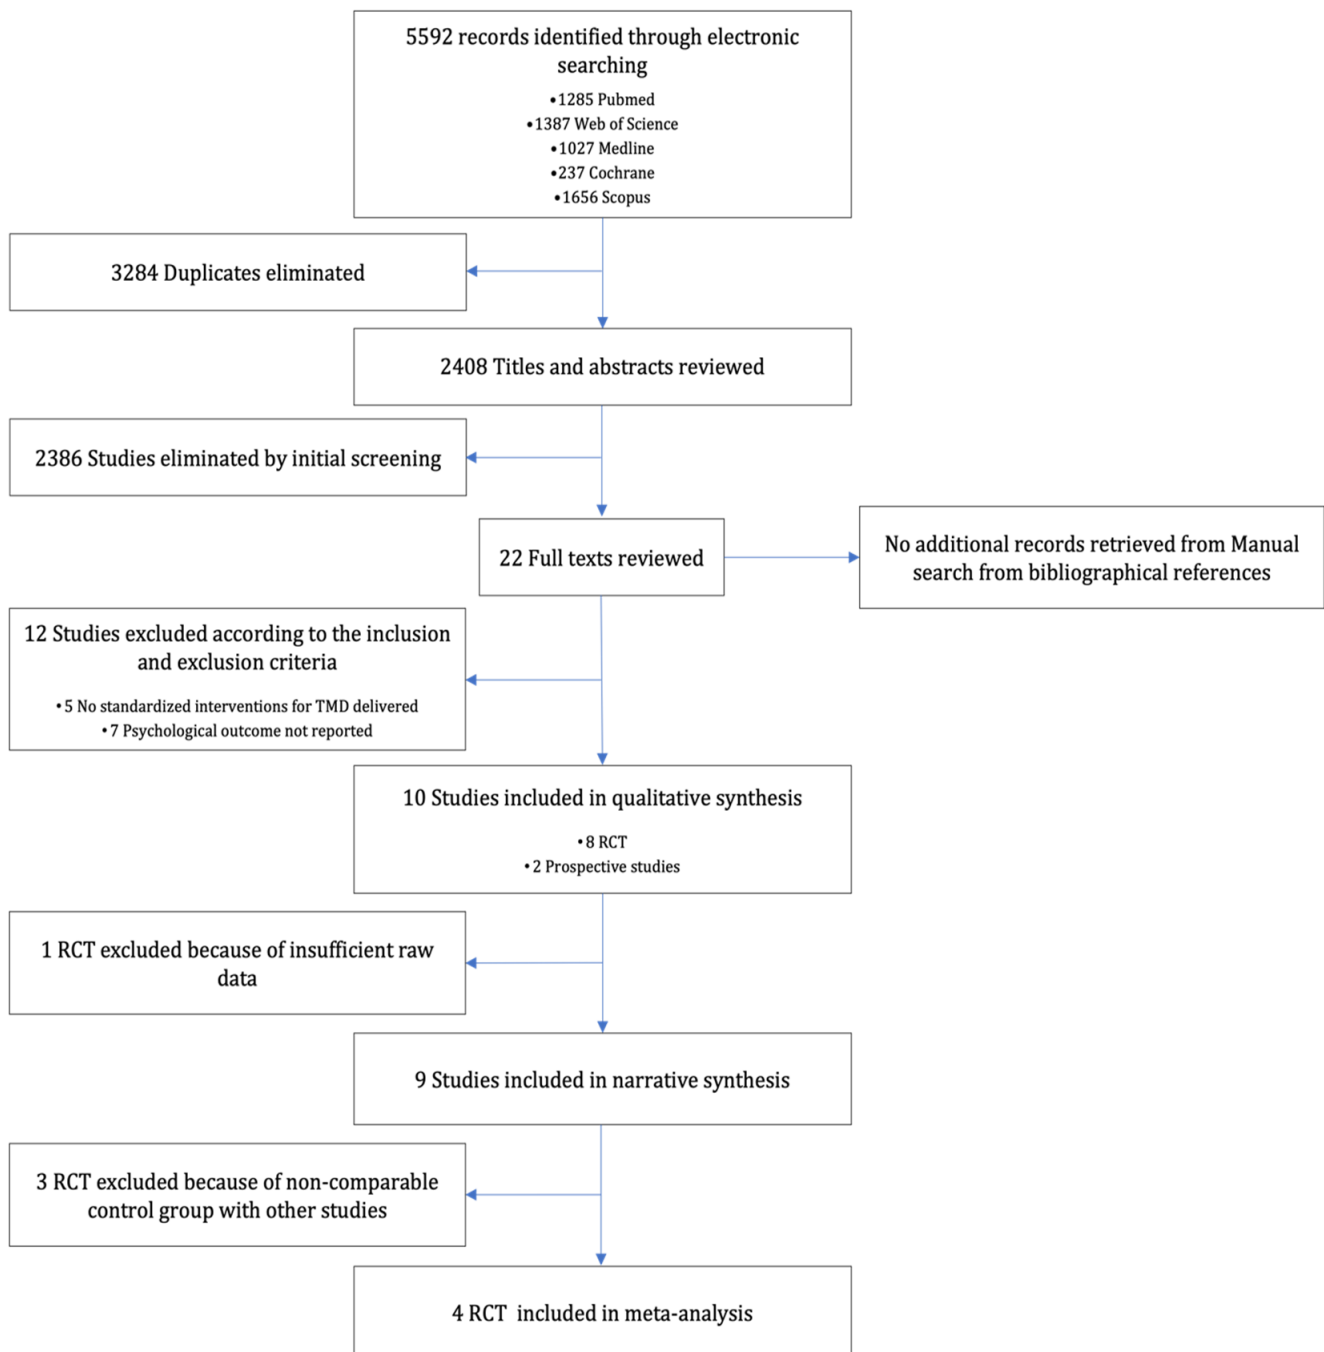 5592 records identified through electronic
searching
•1285 Pubmed
•1387 Web of Science
•1027 Medline
•237 Cochrane
•1656 Scopus
3284 Duplicates eliminated
2408 Titles and abstracts reviewed
2386 Studies eliminated by initial screening
22 Full texts reviewed
No additional records retrieved from Manual
search from bibliographical references
12 Studies excluded according to the inclusion
and exclusion criteria
• 5 No standardized interventions for TMD delivered
• 7 Psychological outcome not reported
10 Studies included in qualitative synthesis
• 8 RCT
• 2 Prospective studies
1 RCT excluded because of insufficient raw
data
9 Studies included in narrative synthesis
3 RCT excluded because of non-comparable
control group with other studies
4 RCT included in meta-analysis